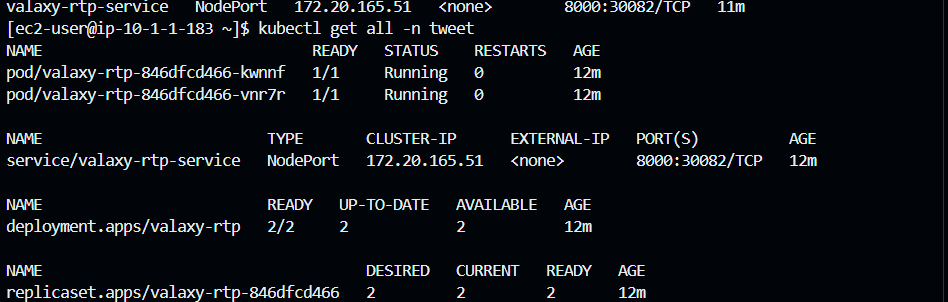 valaxy-rtp-service NodePort 172.20.165.51 <none> 8000:30082/TCP 11m
[ec2-user@ip-10-1-1-183 ~]$ kubectl get all -n tweet
NAME READY STATUS RESTARTS AGE
pod/valaxy-rtp-846dfcd466-kwnnf 1/1 Running 0 12m
pod/valaxy-rtp-846dfcd466-vnr7r 1/1 Running 0 12m
NAME TYPE CLUSTER-IP EXTERNAL-IP PORT(S) AGE
service/valaxy-rtp-service NodePort 172.20.165.51 <none> 8000:30082/TCP 12m
NAME READY UP-TO-DATE AVAILABLE AGE
deployment.apps/valaxy-rtp 2/2 2 2 12m
NAME DESIRED CURRENT READY AGE
replicaset.apps/valaxy-rtp-846dfcd466 2 2 2 12m